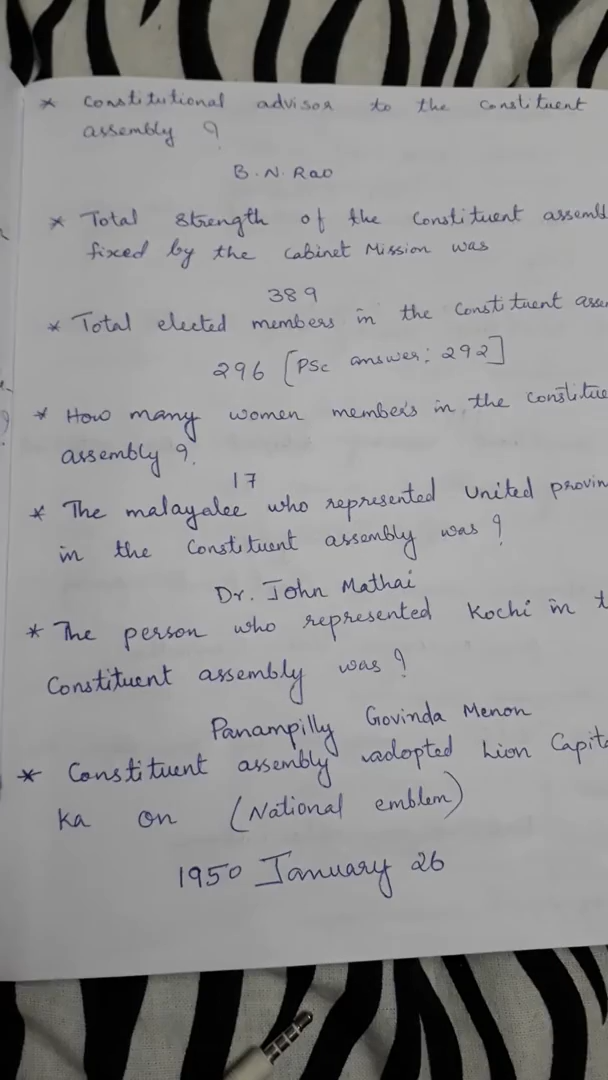 * Constitutional advisor to the Constituent
assembly ?
B.N. Rao
* Total strength of the Constituent assembl
fixed by the Cabinet Mission was
389
* Total elected members in the Constituent asse
296 [PSC answer; 292]
* How many women members in the constitue
assembly ?
17
* The malayalee who represented United provin
in the Constituent assembly was ?
Dr. John Mathai
* The person who represented Kochi in t
Constituent assembly was ?
Panampilly Govinda Menon
* Constituent assembly adopted Lion Capita
ka on (National emblem)
1950 January 26